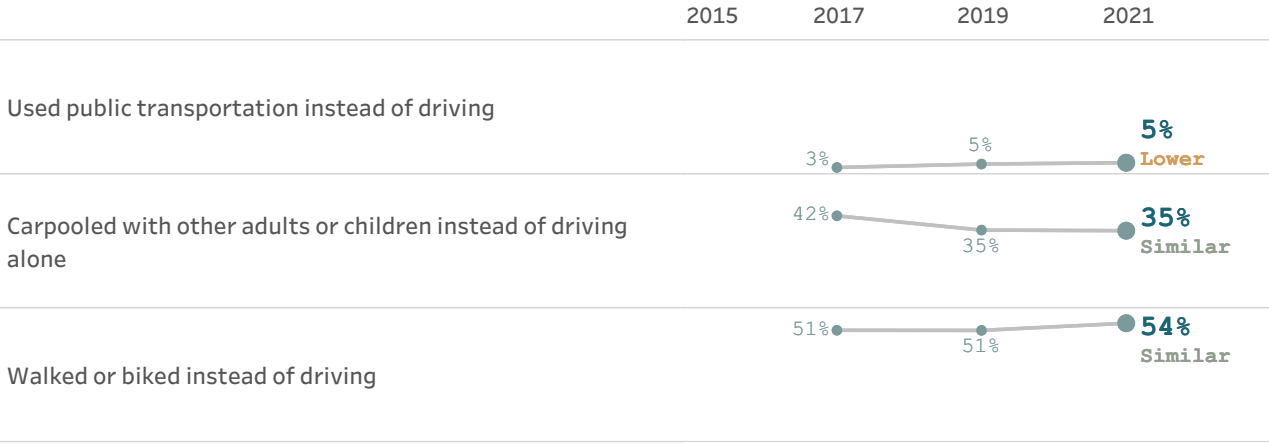 2015 2017 2019 2021
Used public transportation instead of driving
3% 5% 5%
Lower
Carpooled with other adults or children instead of driving
alone
42% 35% 35%
Similar
51% 51% 54%
Similar
Walked or biked instead of driving